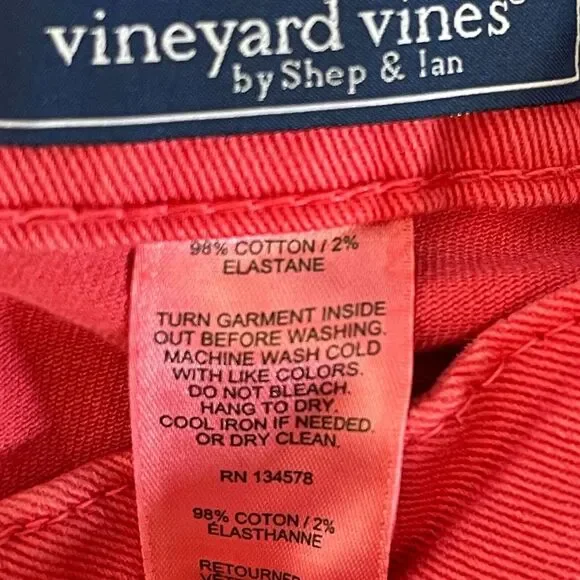 vineyard vines®
by Shep & Ian
98% COTTON / 2%
ELASTANE
TURN GARMENT INSIDE
OUT BEFORE WASHING.
MACHINE WASH COLD
WITH LIKE COLORS.
DO NOT BLEACH.
HANG TO DRY.
COOL IRON IF NEEDED.
OR DRY CLEAN.
RN 134578
98% COTON / 2%
ÉLASTHANNE
RETOURNER